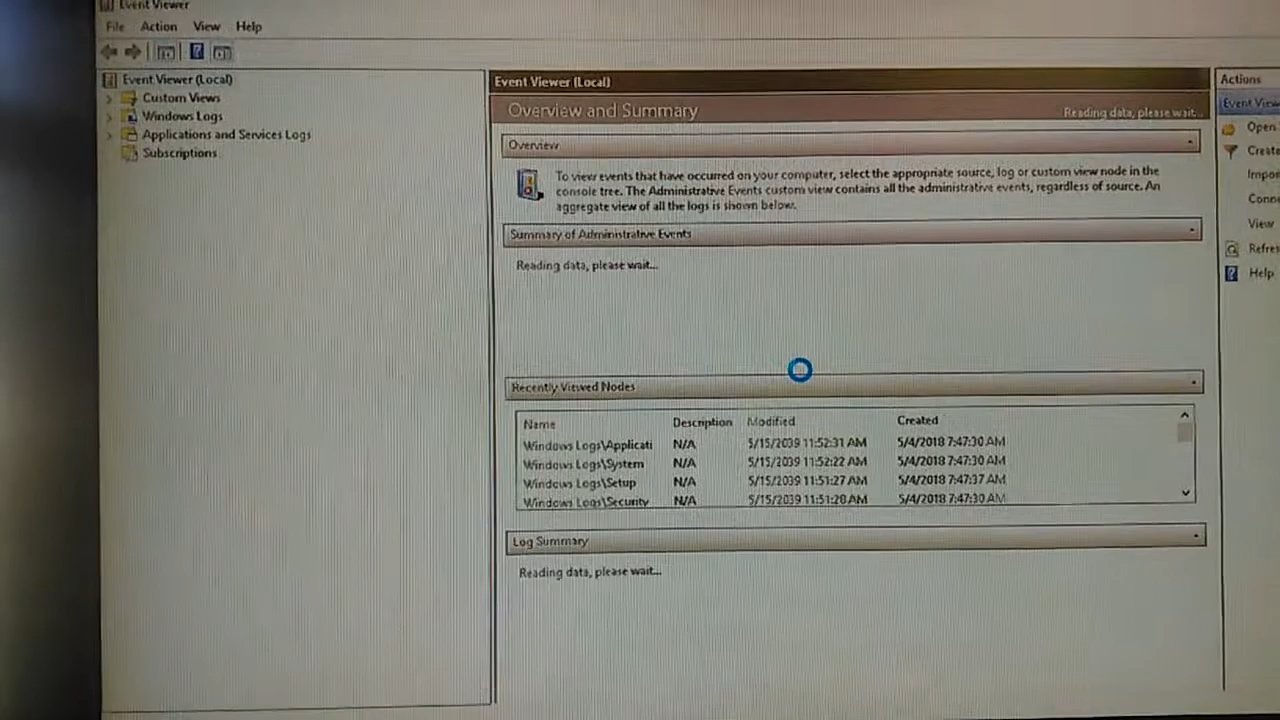 Event Viewer
File Action View Help
Event Viewer (Local)
Custom Views
Windows Logs
Applications and Services Logs
Subscriptions
Event Viewer (Local)
Overview and Summary
Reading data, please wait...
Overview
To view events that have occurred on your computer, select the appropriate source, log or custom view node in the
console tree. The Administrative Events custom view contains all the administrative events, regardless of source. An
aggregate view of all the logs is shown below.
Summary of Administrative Events
Reading data, please wait...
Recently Viewed Nodes
Name Description Modified Created
Windows Logs\Applicati N/A 5/15/2039 11:52:31 AM 5/4/2018 7:47:30 AM
Windows Logs\System N/A 5/15/2039 11:52:22 AM 5/4/2018 7:47:30 AM
Windows Logs\Setup N/A 5/15/2039 11:51:27 AM 5/4/2018 7:47:37 AM
Windows Logs\Security N/A 5/15/2039 11:51:28 AM 5/4/2018 7:47:30 AM
Log Summary
Reading data, please wait...
Actions
Event View
Open
Create
Impor
Conne
View
Refres
Help